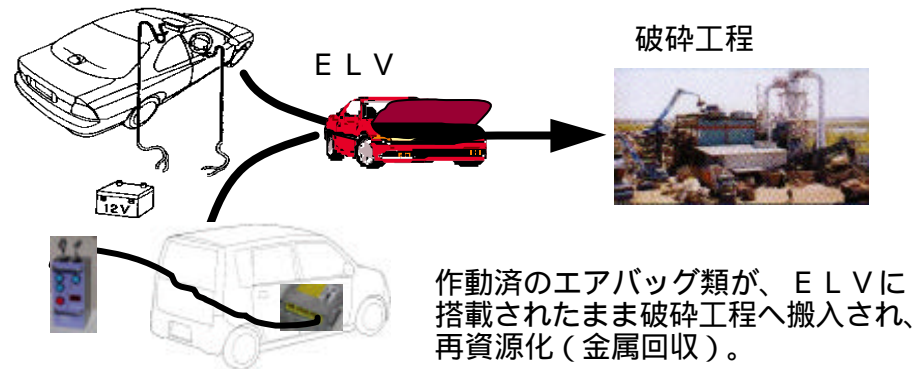 破砕工程
ＥＬＶ
12V
作動済のエアバッグ類が、ＥＬＶに
搭載されたまま破砕工程へ搬入され、
再資源化（金属回収）。